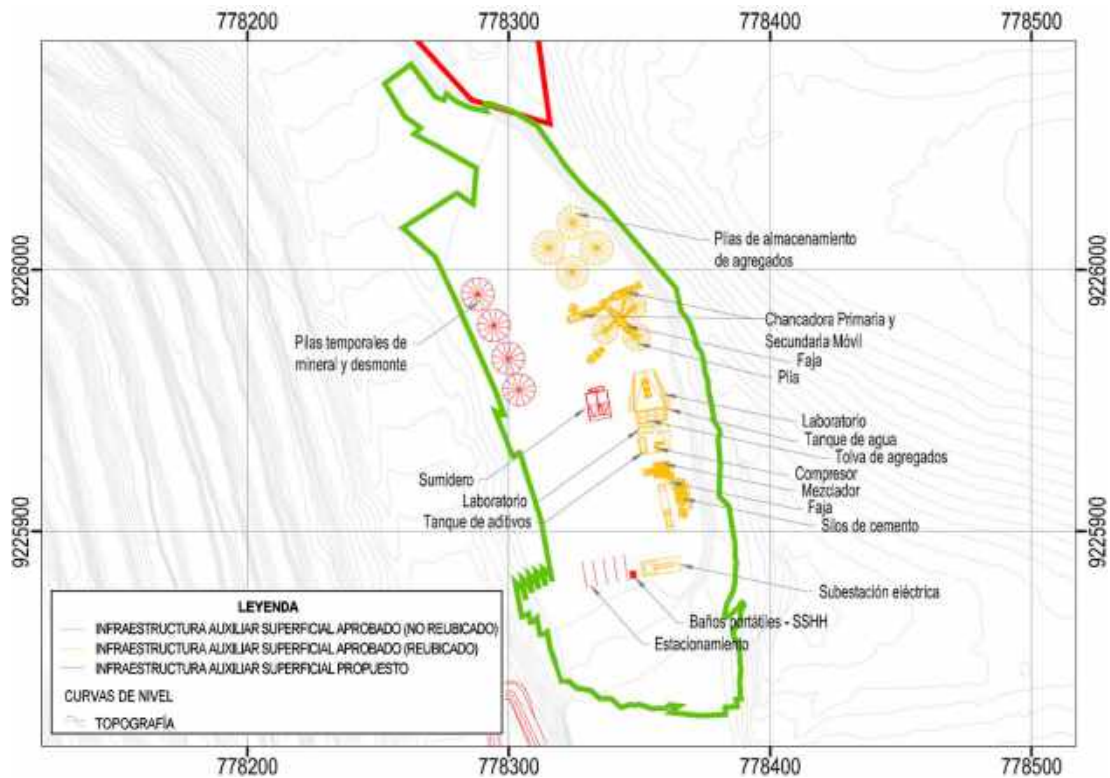 778200
778300
778400
778500
9226000
9226000
Pilas de almacenamiento
de agregados
Chancadora Primaria y
Secundaria Móvil
Faja
Pila
Pilas temporales de
mineral y desmonte
Laboratorio
Tanque de agua
Tolva de agregados
Compresor
Mezclador
Faja
Silos de cemento
Sumidero
Laboratorio
Tanque de aditivos
9225900
9225900
Subestación eléctrica
Baños portátiles - SSHH
Estacionamiento
LEYENDA
INFRAESTRUCTURA AUXILIAR SUPERFICIAL APROBADO (NO REUBICADO)
INFRAESTRUCTURA AUXILIAR SUPERFICIAL APROBADO (REUBICADO)
INFRAESTRUCTURA AUXILIAR SUPERFICIAL PROPUESTO
CURVAS DE NIVEL
TOPOGRAFÍA
778200
778300
778400
778500